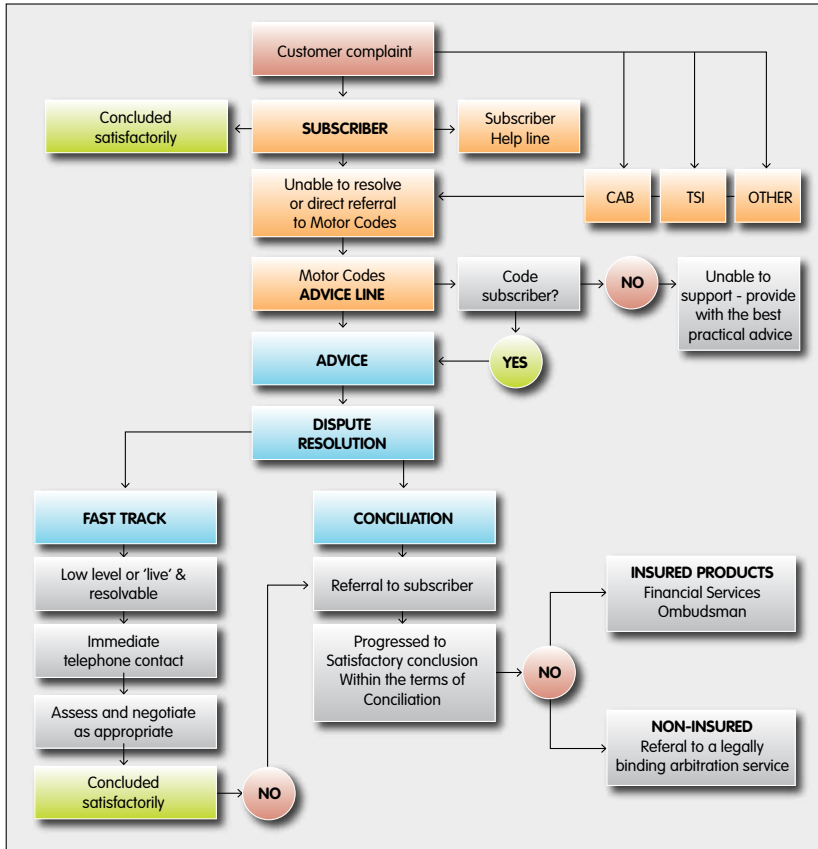 Customer complaint
Concluded
satisfactorily
SUBSCRIBER
Subscriber
Help line
Unable to resolve
or direct referral
to Motor Codes
CAB
TSI
OTHER
Motor Codes
ADVICE LINE
Code
subscriber?
NO
Unable to
support - provide
with the best
practical advice
ADVICE
YES
DISPUTE
RESOLUTION
FAST TRACK
CONCILIATION
Low level or ‘live’ &
resolvable
Referral to subscriber
INSURED PRODUCTS
Financial Services
Ombudsman
Immediate
telephone contact
Progressed to
Satisfactory conclusion
Within the terms of
Conciliation
NO
Assess and negotiate
as appropriate
NON-INSURED
Referral to a legally
binding arbitration service
Concluded
satisfactorily
NO